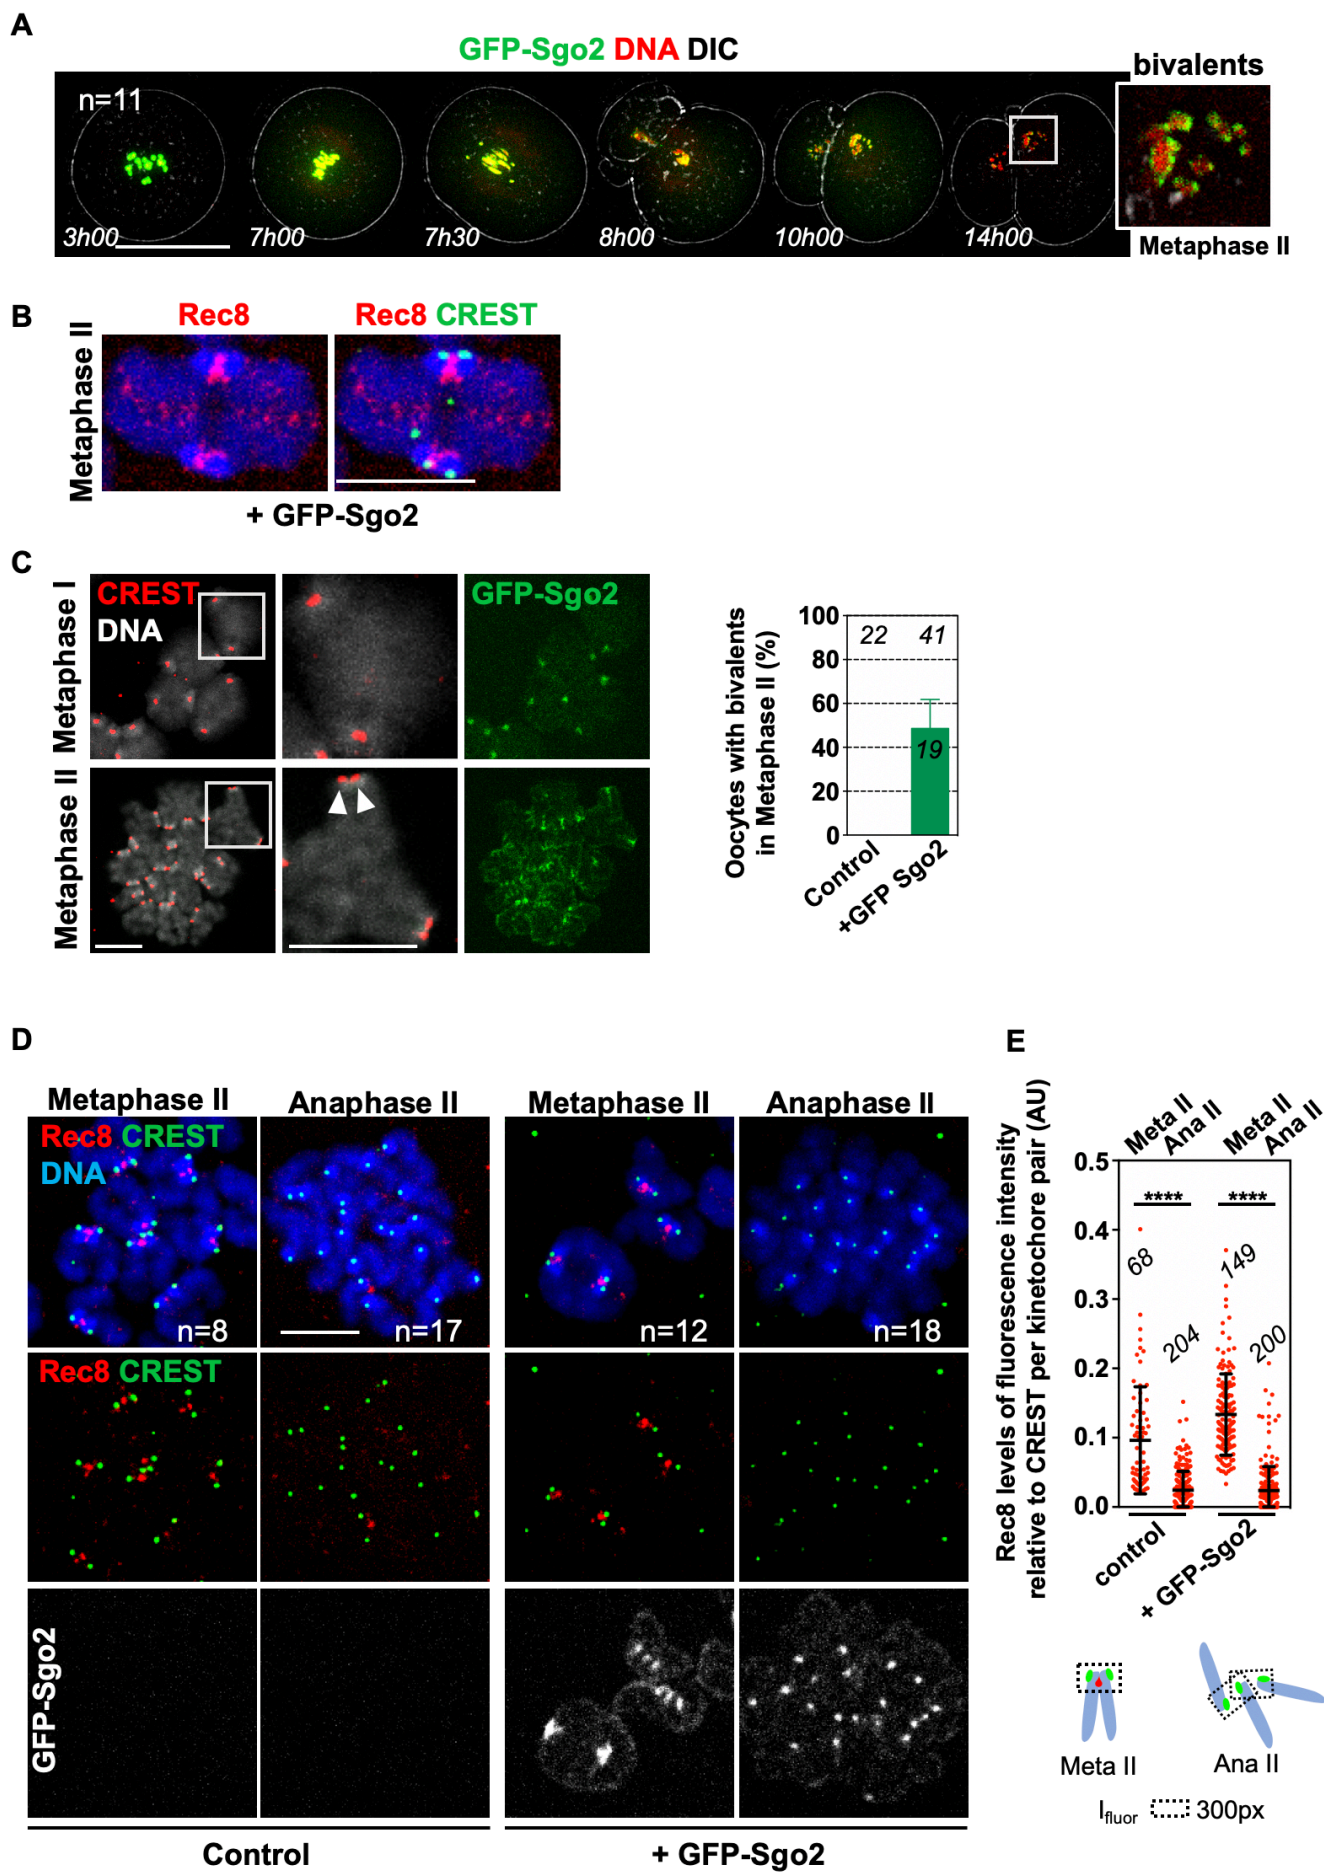 A
GFP-Sgo2 DNA DIC
bivalents
n=11
3h00
7h00
7h30
8h00
10h00
14h00
Metaphase II
B
Rec8
Rec8 CREST
Metaphase II
+ GFP-Sgo2
C
Metaphase I
CREST
DNA
GFP-Sgo2
Metaphase II
Oocytes with bivalents
in Metaphase II (%)
100
80
60
40
20
0
22
41
19
Control
+GFP Sgo2
D
Metaphase II
Anaphase II
Metaphase II
Anaphase II
Rec8 CREST
DNA
n=8
n=17
n=12
n=18
Rec8 CREST
GFP-Sgo2
Control
+ GFP-Sgo2
E
Rec8 levels of fluorescence intensity
relative to CREST per kinetochore pair (AU)
Meta II
Ana II
Meta II
Ana II
0.5
0.4
0.3
0.2
0.1
0.0
****
****
68
204
149
200
control
+ GFP-Sgo2
Meta II
Ana II
Ifluor
300px